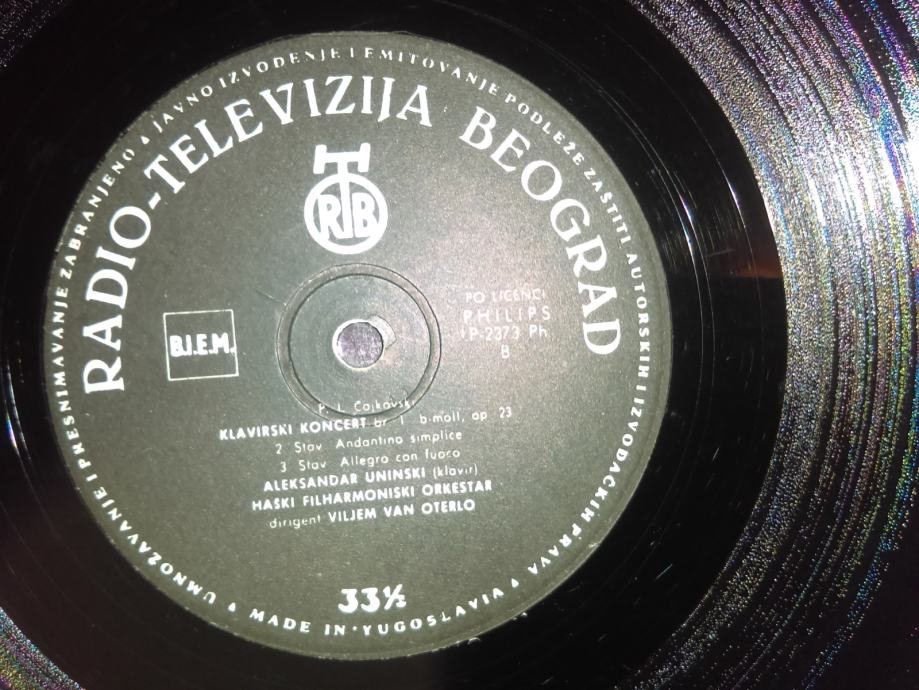 UMNOŽAVANJE I PRESNIMAVANJE ZABRANJENO • JAVNO IZVOĐENJE I EMITOVANJE PODLEŽE ZAŠTITI AUTORSKIH I IZVOĐAČKIH PRAVA • MADE IN • YUGOSLAVIA •
RADIO-TELEVIZIJA BEOGRAD
RTB
B.I.E.M.
PO LICENCI
PHILIPS
LP-2373 Ph
B
P. I. Čajkovski
KLAVIRSKI KONCERT br. 1 b-moll, op 23
2 Stav Andantino simplice
3 Stav Allegro con fuoco
ALEKSANDAR UNINSKI (klavir)
HAŠKI FILHARMONISKI ORKESTAR
dirigent VILJEM VAN OTERLO
33⅓